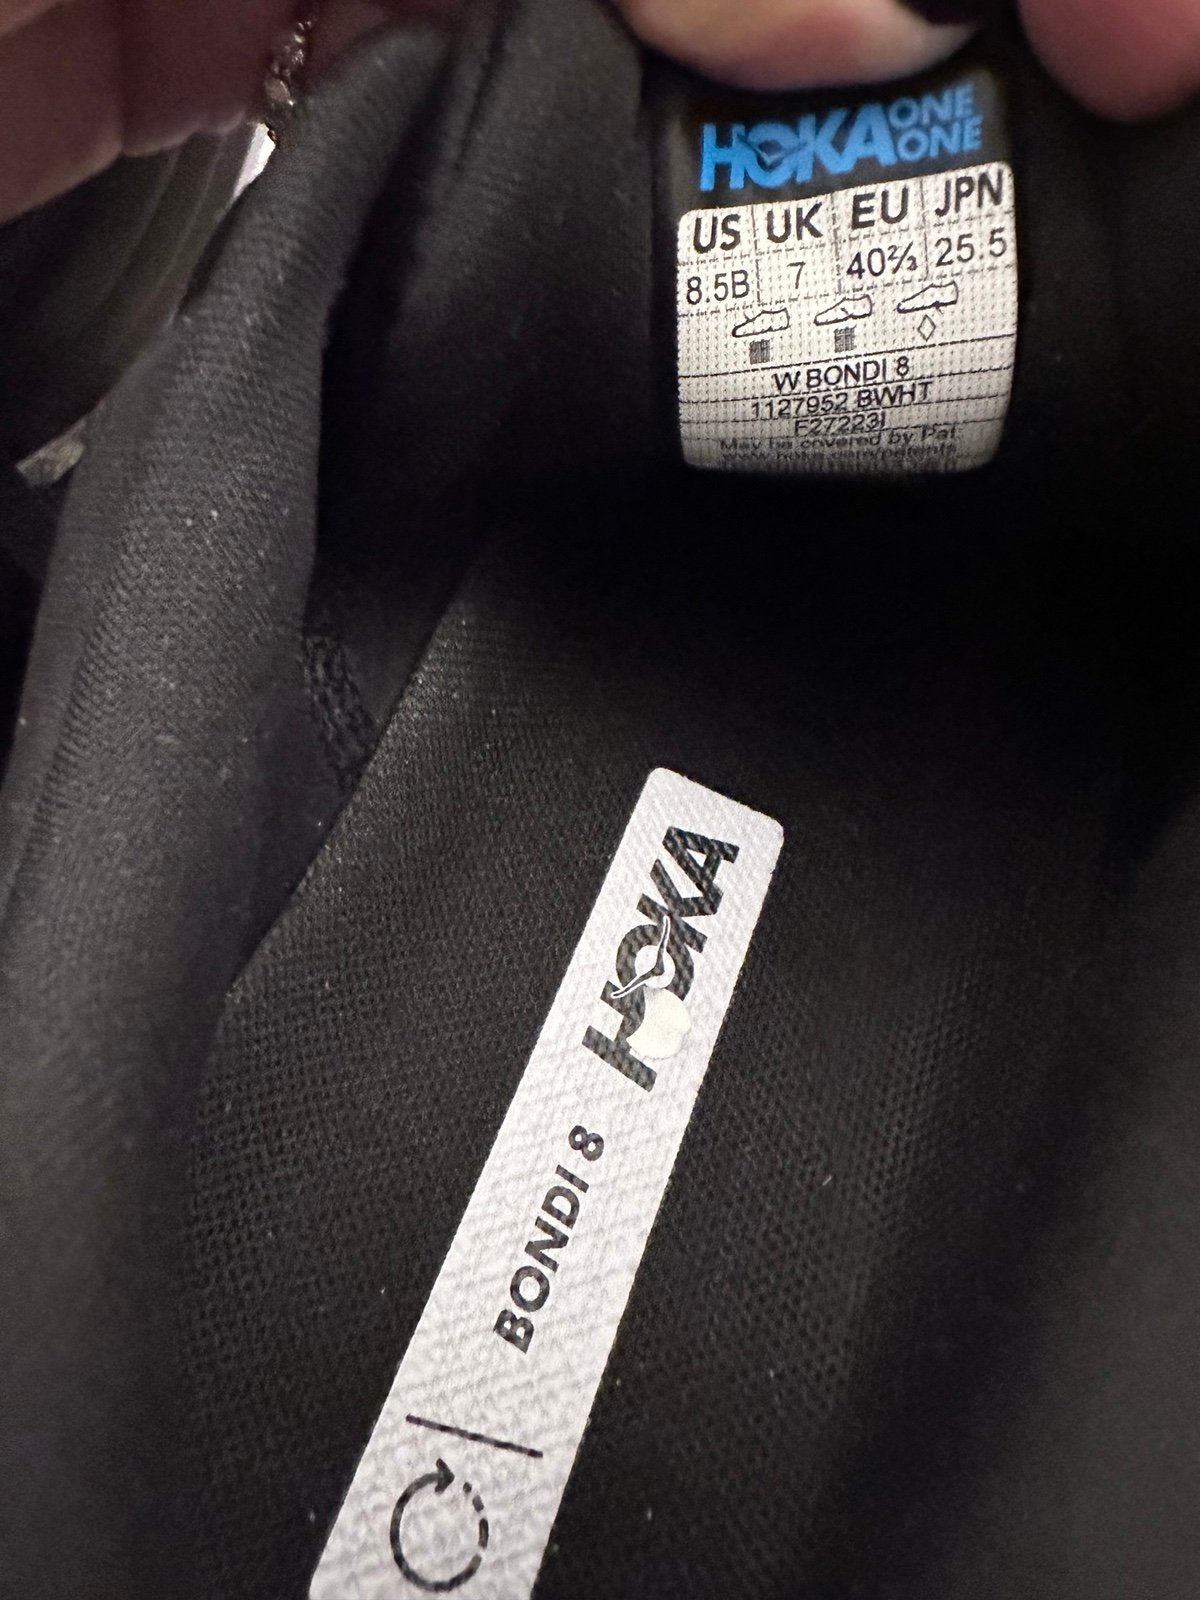 HOKA ONE ONE
US UK EU JPN
8.5B 7 40⅔ 25.5
W BONDI 8
1127952 BWHT
F27223I
May be covered by Pat.
HOKA
BONDI 8